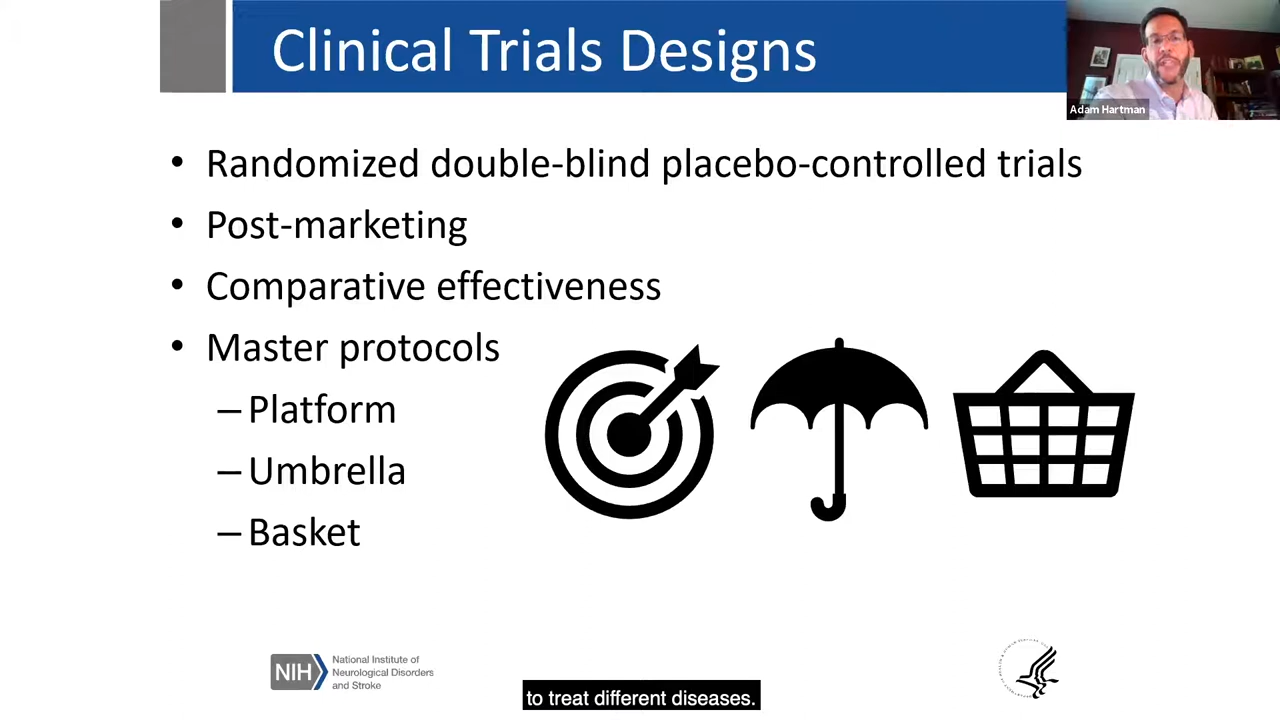 Clinical Trials Designs
Adam Hartman
• Randomized double-blind placebo-controlled trials
• Post-marketing
• Comparative effectiveness
• Master protocols
– Platform
– Umbrella
– Basket
NIH
National Institute of
Neurological Disorders
and Stroke
to treat different diseases.